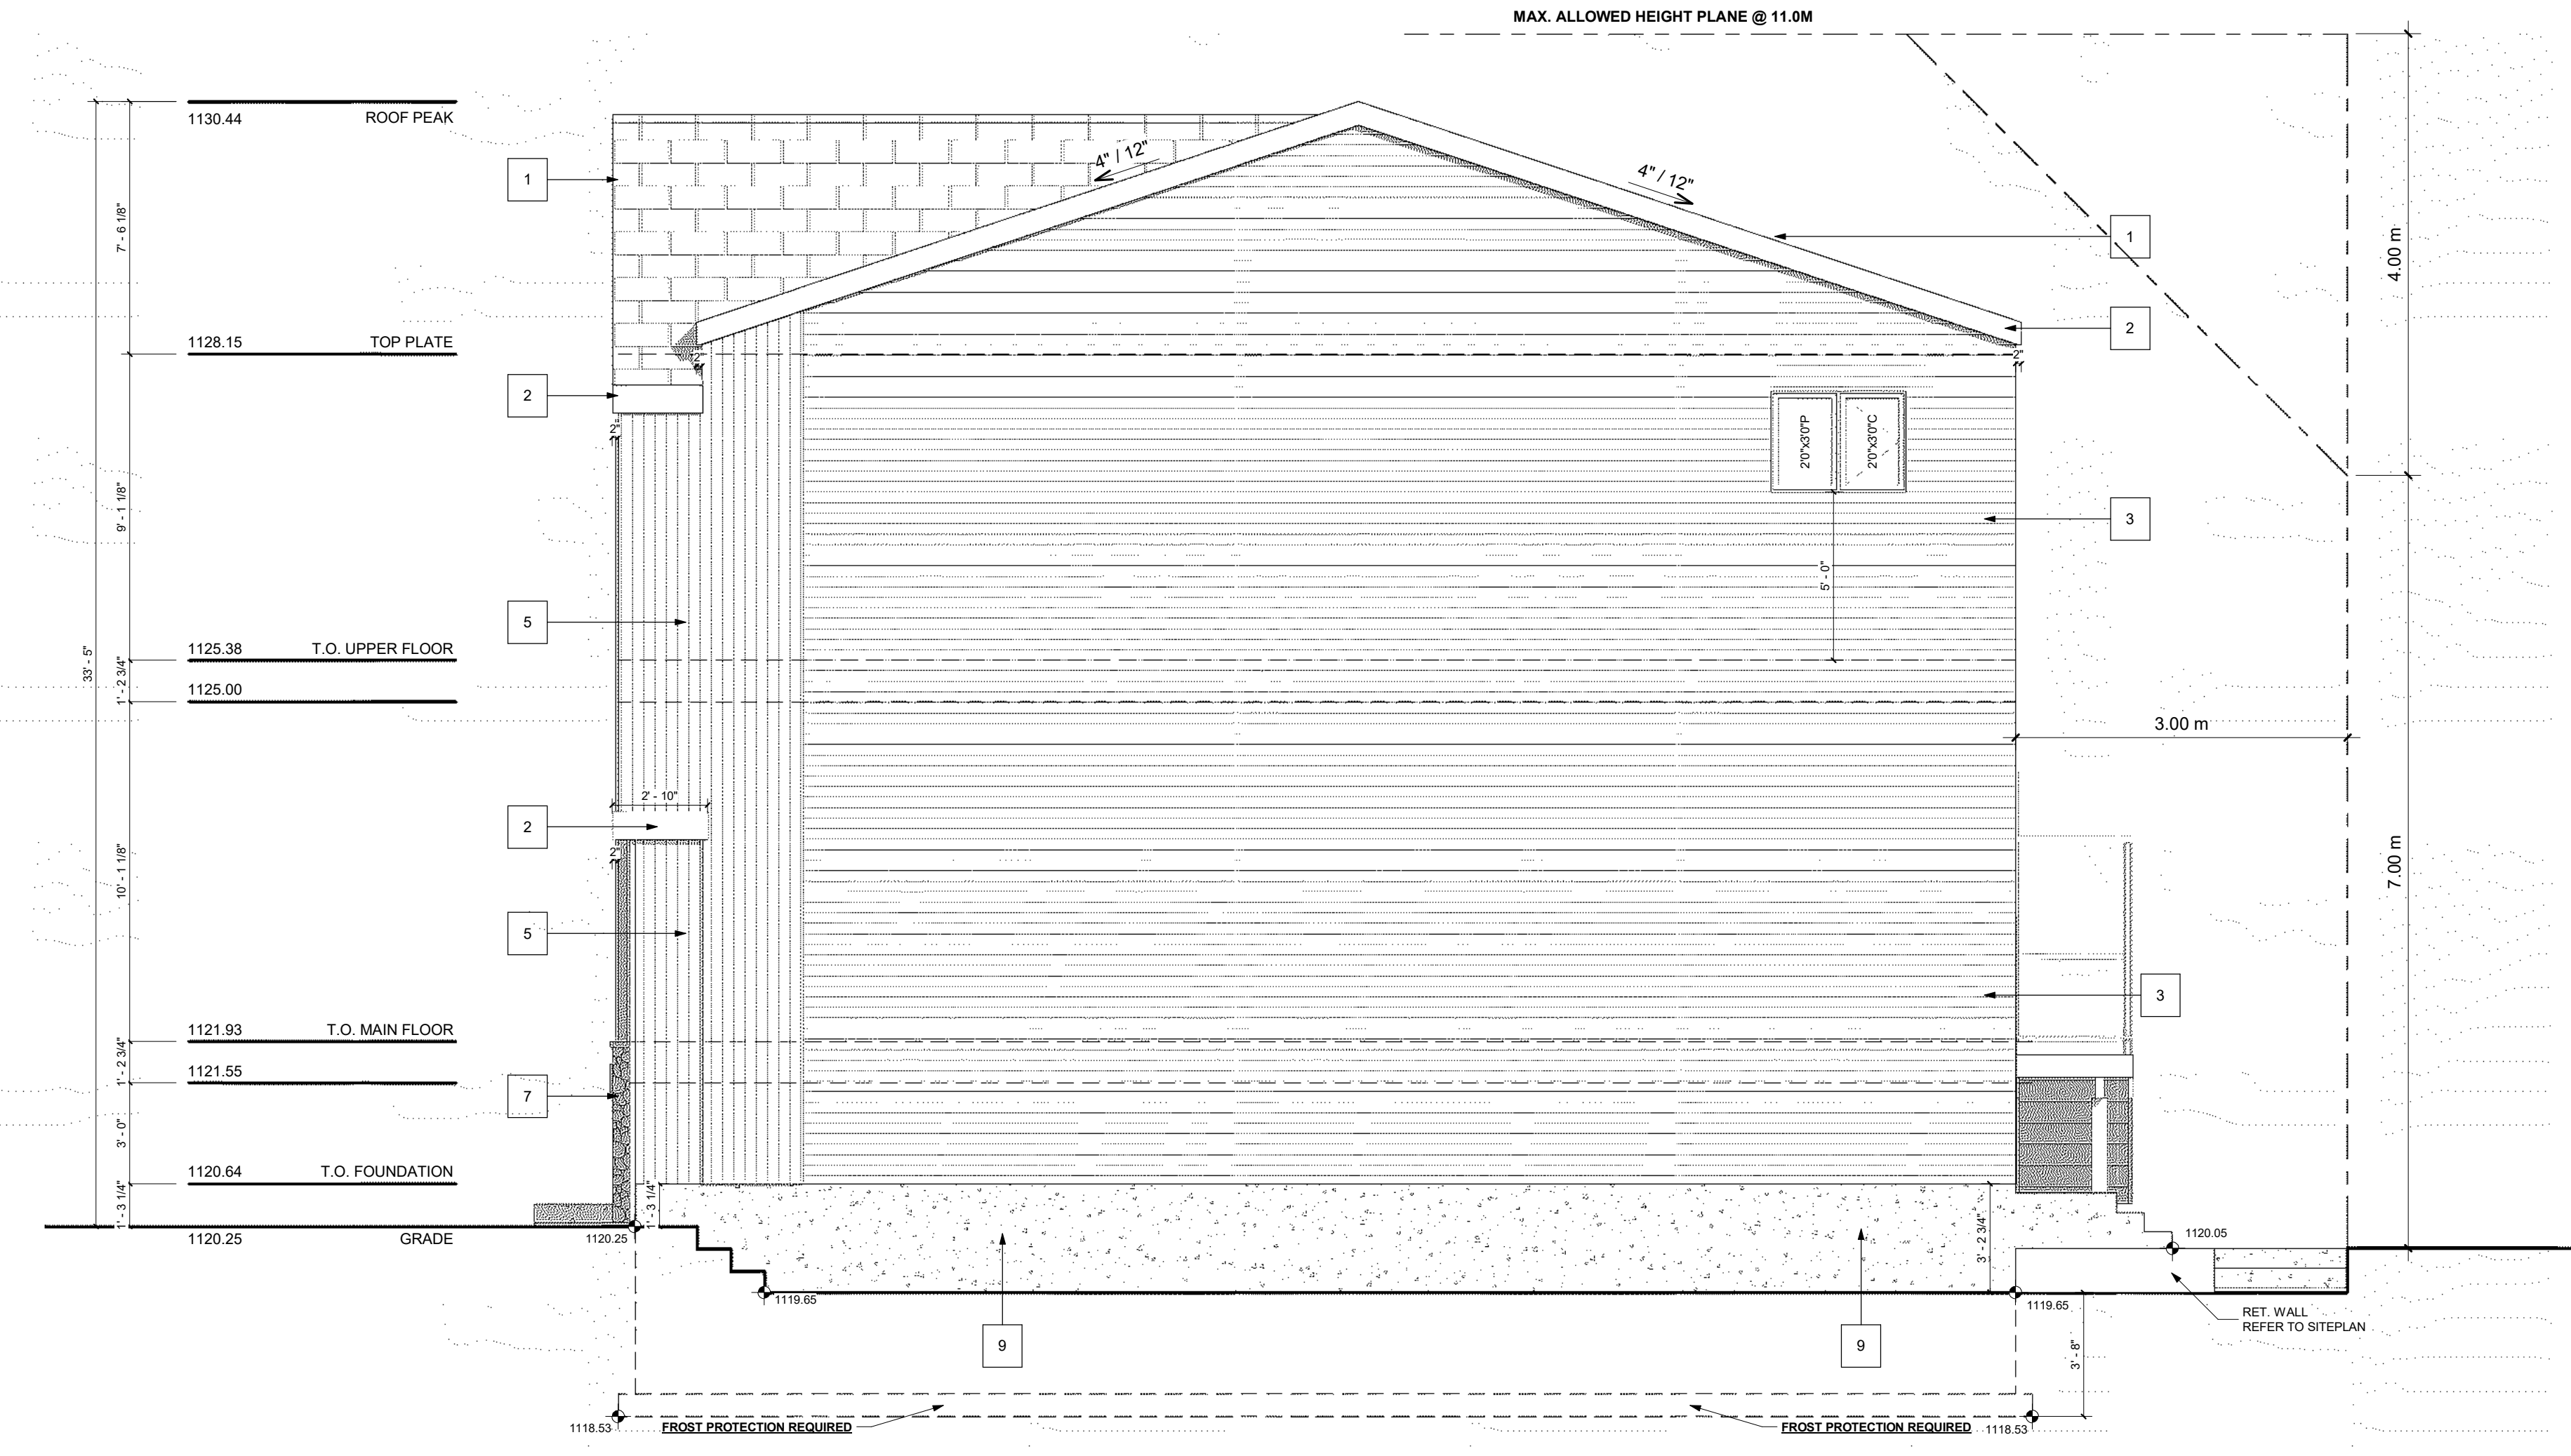 MAX. ALLOWED HEIGHT PLANE @ 11.0M
1130.44 ROOF PEAK
1
4" / 12"
4" / 12"
1
7' - 6 1/8"
4.00 m
2
1128.15 TOP PLATE
2"
2"
2
2"
2'0"x3'0"P
2'0"x3'0"C
9' - 1 1/8"
3
5' - 0"
5
1125.38 T.O. UPPER FLOOR
33' - 5"
1' - 2 3/4"
1125.00
3.00 m
2' - 10"
2
2"
10' - 1 1/8"
7.00 m
5
3
1121.93 T.O. MAIN FLOOR
1' - 2 3/4"
1121.55
7
3' - 0"
1120.64 T.O. FOUNDATION
1' - 3 1/4"
1' - 3 1/4"
3' - 2 3/4"
1120.25 GRADE
1120.25
1120.05
1119.65
1119.65
RET. WALL
REFER TO SITEPLAN
9
9
3' - 8"
1118.53
FROST PROTECTION REQUIRED
FROST PROTECTION REQUIRED
1118.53